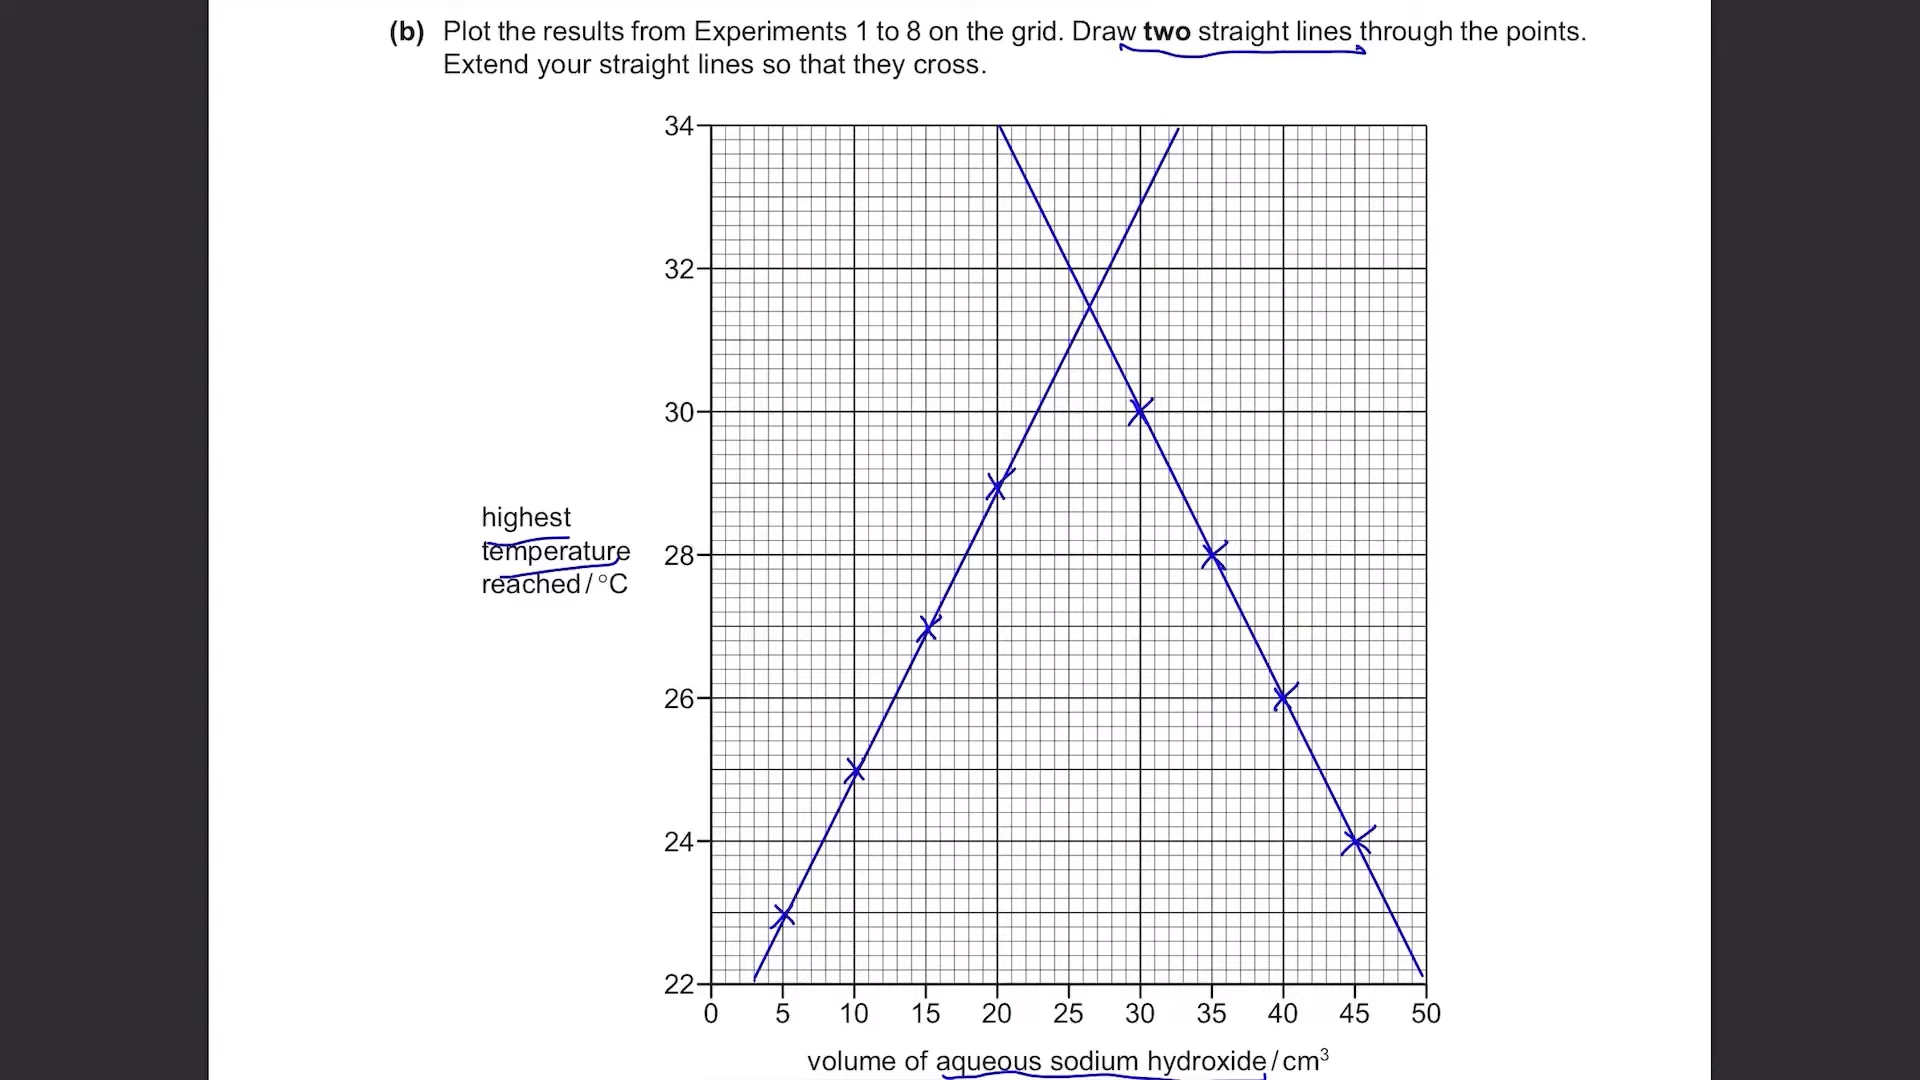 (b) Plot the results from Experiments 1 to 8 on the grid. Draw two straight lines through the points.
Extend your straight lines so that they cross.
34
32
30
highest
temperature
reached / °C
28
26
24
22
0 5 10 15 20 25 30 35 40 45 50
volume of aqueous sodium hydroxide / cm³